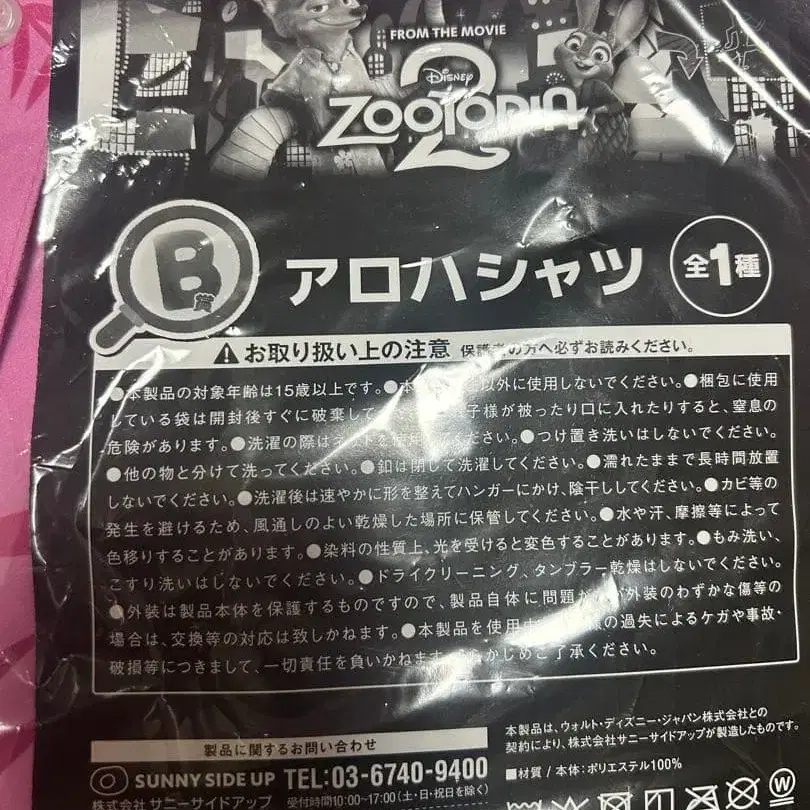 FROM THE MOVIE
Disney
ZOOTOPIA
2
B賞
アロハシャツ
全1種
お取り扱い上の注意 保護者の方へ必ずお読みください。
●本製品の対象年齢は15歳以上です。●本 以外に使用しないでください。●梱包に使用
している袋は開封後すぐに破棄して 子様が被ったり口に入れたりすると、窒息の
危険があります。●洗濯の際はネットを使用 ください。●つけ置き洗いはしないでください。
●他の物と分けて洗ってください。●釦は閉じて洗濯してください。●濡れたままで長時間放置
しないでください。●洗濯後は速やかに形を整えてハンガーにかけ、陰干ししてください。●カビ等の
発生を避けるため、風通しのよい乾燥した場所に保管してください。●水や汗、摩擦等によって
色移りすることがあります。●染料の性質上、光を受けると変色することがあります。●もみ洗い、
こすり洗いはしないでください。●ドライクリーニング、タンブラー乾燥はしないでください。
●外装は製品本体を保護するものですので、製品自体に問題が 外装のわずかな傷等の
場合は、交換等の対応は致しかねます。●本製品を使用中 の過失によるケガや事故・
破損等につきまして、一切責任を負いかねます かじめご了承ください。
製品に関するお問い合わせ
SUNNY SIDE UP TEL:03-6740-9400
株式会社サニーサイドアップ 受付時間10:00~17:00(土・日・祝日を除く)
本製品は、ウォルト・ディズニー・ジャパン株式会社との
契約により、株式会社サニーサイドアップが製造したものです。
■材質 / 本体:ポリエステル100%